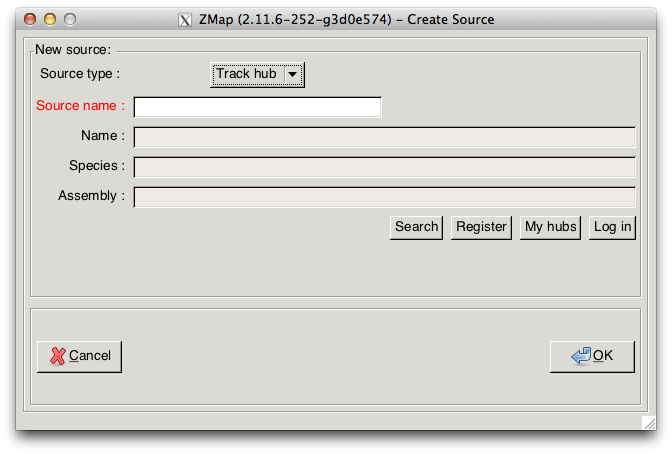 ZMap (2.11.6-252-g3d0e574) - Create Source
New source:
Source type : Track hub
Source name :
Name :
Species :
Assembly :
Search Register My hubs Log in
Cancel OK